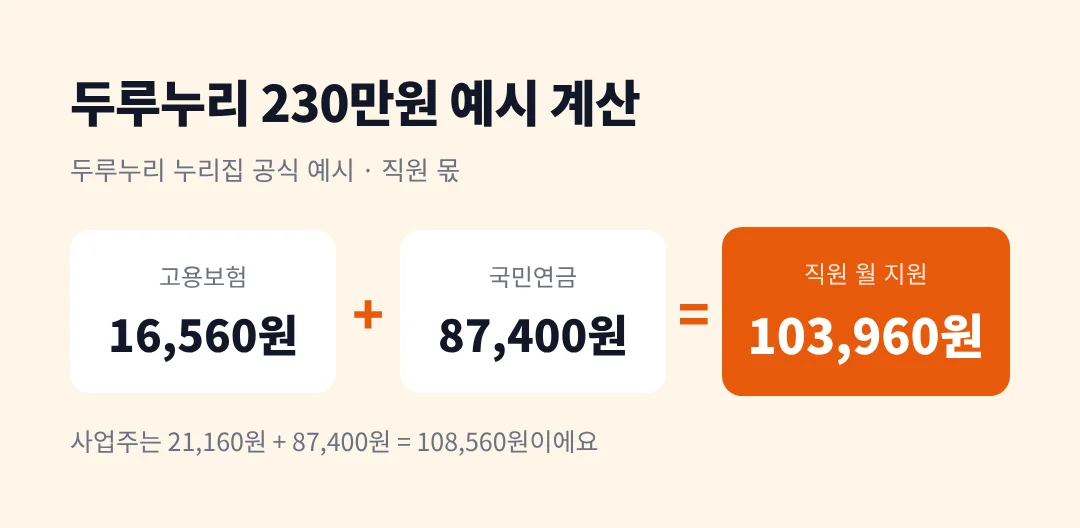 두루누리 230만원 예시 계산
두루누리 누리집 공식 예시 · 직원 몫
고용보험
16,560원
+
국민연금
87,400원
=
직원 월 지원
103,960원
사업주는 21,160원 + 87,400원 = 108,560원이에요